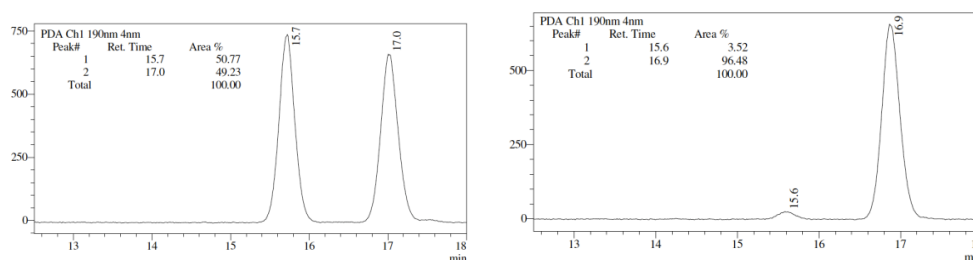 PDA Ch1 190nm 4nm
Peak# Ret. Time Area %
1 15.7 50.77
2 17.0 49.23
Total 100.00
15.7
17.0
750
500
250
0
13 14 15 16 17 18
min
PDA Ch1 190nm 4nm
Peak# Ret. Time Area %
1 15.6 3.52
2 16.9 96.48
Total 100.00
16.9
15.6
500
250
0
13 14 15 16 17
min